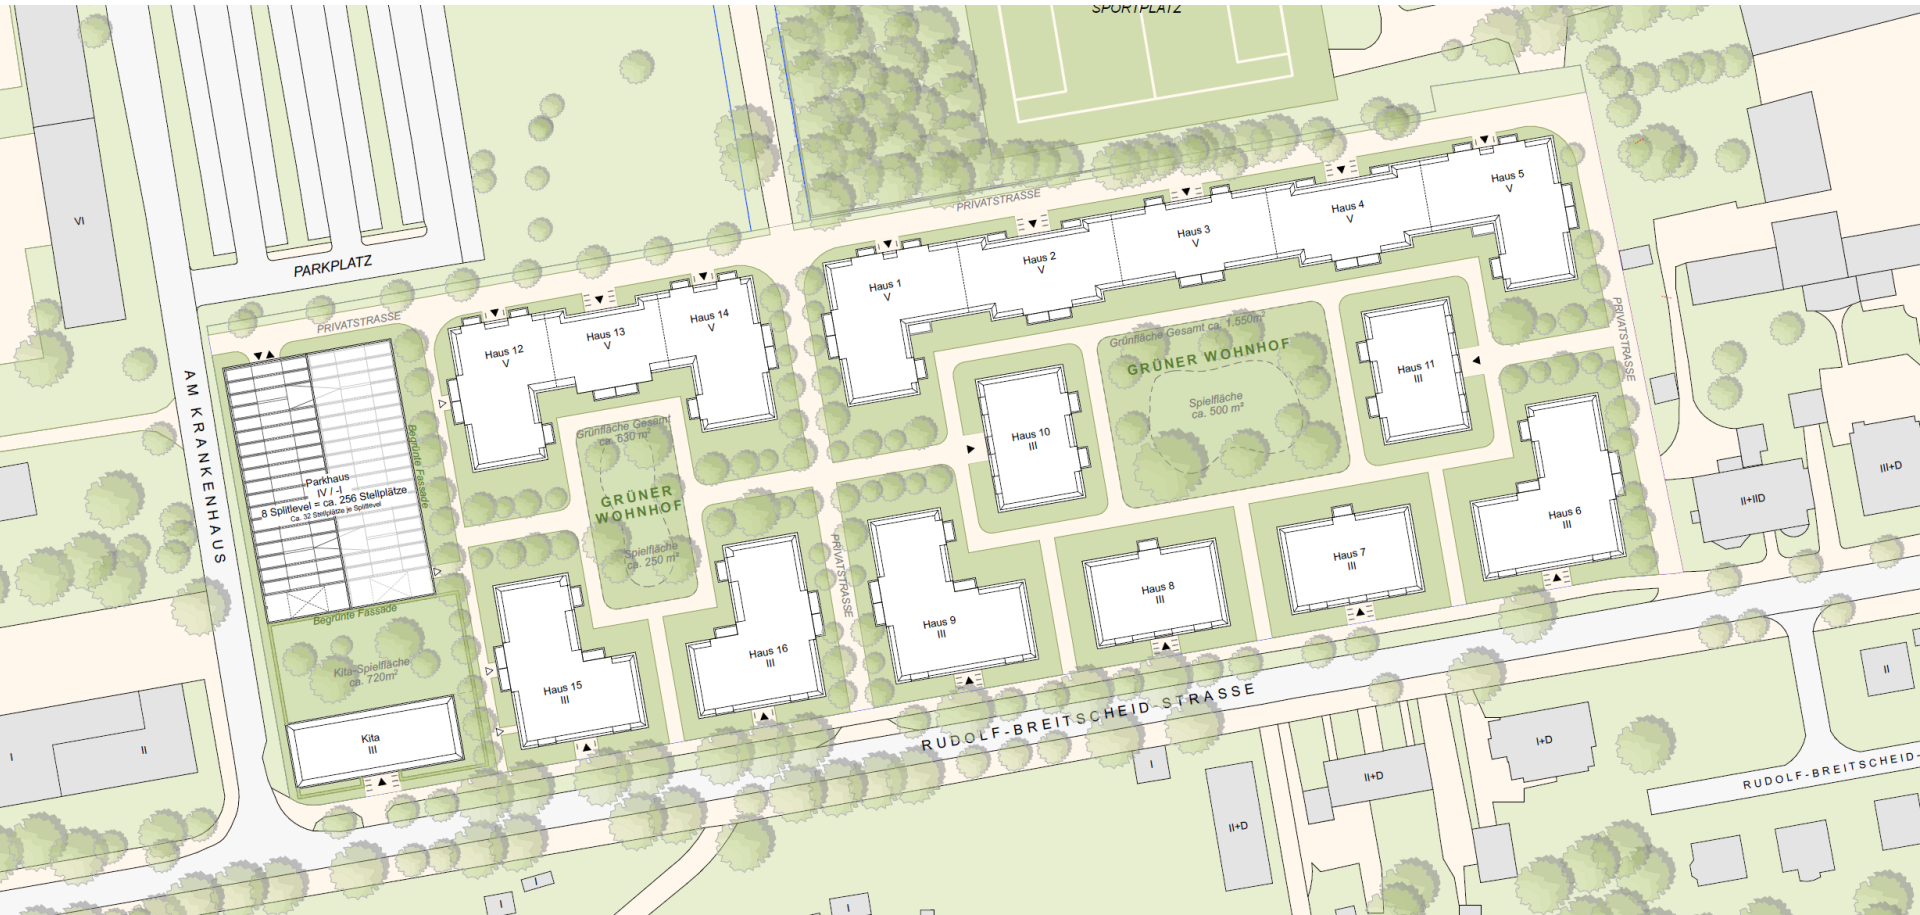 SPORTPLATZ
VI
PARKPLATZ
PRIVATSTRASSE
PRIVATSTRASSE
AM KRANKENHAUS
Haus 1
V
Haus 2
V
Haus 3
V
Haus 4
V
Haus 5
V
Haus 12
V
Haus 13
V
Haus 14
V
Grünfläche Gesamt ca. 1.550m²
GRÜNER WOHNHOF
Spielfläche
ca. 500 m²
Haus 10
III
Haus 11
III
PRIVATSTRASSE
Parkhaus
IV / -I
8 Splitlevel = ca. 256 Stellplätze
Ca. 32 Stellplätze je Splitlevel
Begrünte Fassade
Begrünte Fassade
Grünfläche Gesamt
ca. 630 m²
GRÜNER
WOHNHOF
Spielfläche
ca. 250 m²
PRIVATSTRASSE
Haus 6
III
Haus 7
III
Haus 8
III
Haus 9
III
Haus 16
III
Haus 15
III
Kita-Spielfläche
ca. 720m²
Kita
III
III+D
II+IID
RUDOLF-BREITSCHEID-STRASSE
I
II
I
II+D
II+D
I+D
II
RUDOLF-BREITSCHEID-
I
I
I